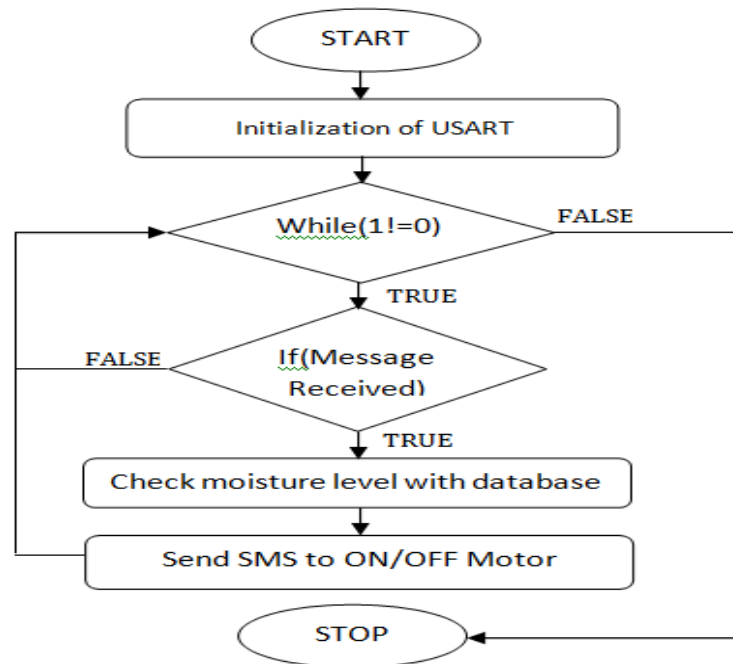 START
Initialization of USART
While(1!=0)
FALSE
TRUE
If(Message
Received)
FALSE
TRUE
Check moisture level with database
Send SMS to ON/OFF Motor
STOP